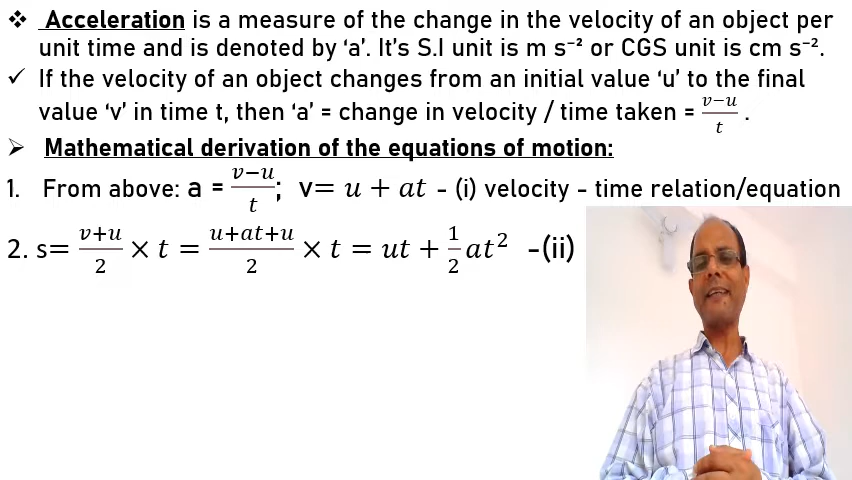 ❖ Acceleration is a measure of the change in the velocity of an object per
unit time and is denoted by ‘a’. It’s S.I unit is m s⁻² or CGS unit is cm s⁻².
✓ If the velocity of an object changes from an initial value ‘u’ to the final
value ‘v’ in time t, then ‘a’ = change in velocity / time taken = (v−u)/t .
➢ Mathematical derivation of the equations of motion:
1. From above: a = (v−u)/t; v= u + at - (i) velocity - time relation/equation
2. s= (v+u)/2 × t = (u+at+u)/2 × t = ut + 1/2 at² -(ii)